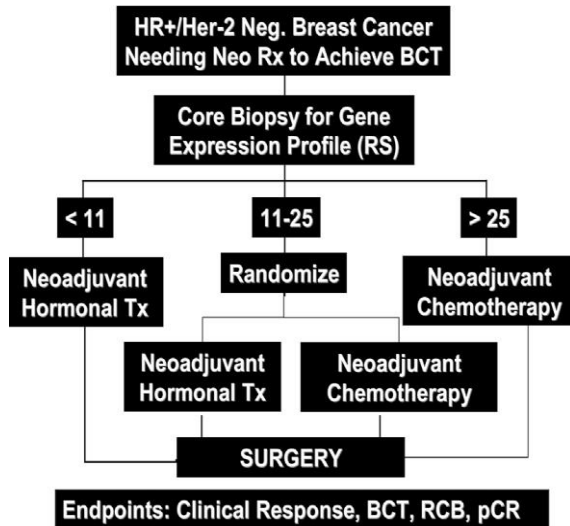 HR+/Her-2 Neg. Breast Cancer
Needing Neo Rx to Achieve BCT
Core Biopsy for Gene
Expression Profile (RS)
< 11
11-25
> 25
Neoadjuvant
Hormonal Tx
Randomize
Neoadjuvant
Chemotherapy
Neoadjuvant
Hormonal Tx
Neoadjuvant
Chemotherapy
SURGERY
Endpoints: Clinical Response, BCT, RCB, pCR